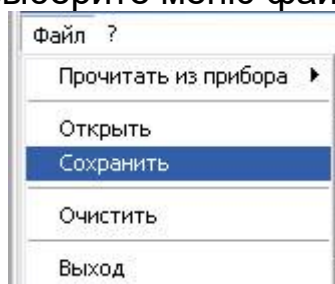 Файл ?
Прочитать из прибора
Открыть
Сохранить
Очистить
Выход